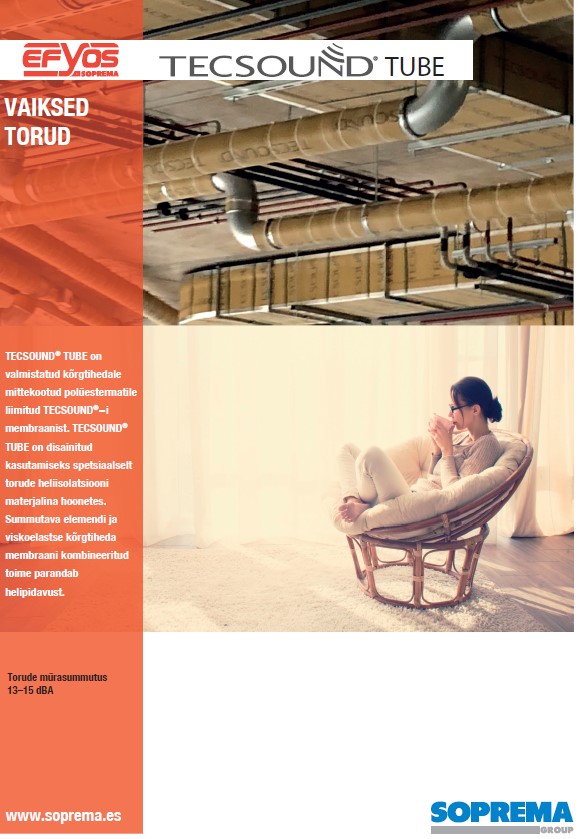 EFYOS
SOPREMA
TECSOUND® TUBE
VAIKSED
TORUD
TECSOUND® TUBE on
valmistatud kõrgtihedale
mittekootud polüestermatile
liimitud TECSOUND®–i
membraanist. TECSOUND®
TUBE on disainitud
kasutamiseks spetsiaalselt
torude heliisolatsiooni
materjalina hoonetes.
Summutava elemendi ja
viskoelastse kõrgtiheda
membraani kombineeritud
toime parandab
helipidavust.
Torude mürasummutus
13–15 dBA
www.soprema.es
SOPREMA
GROUP